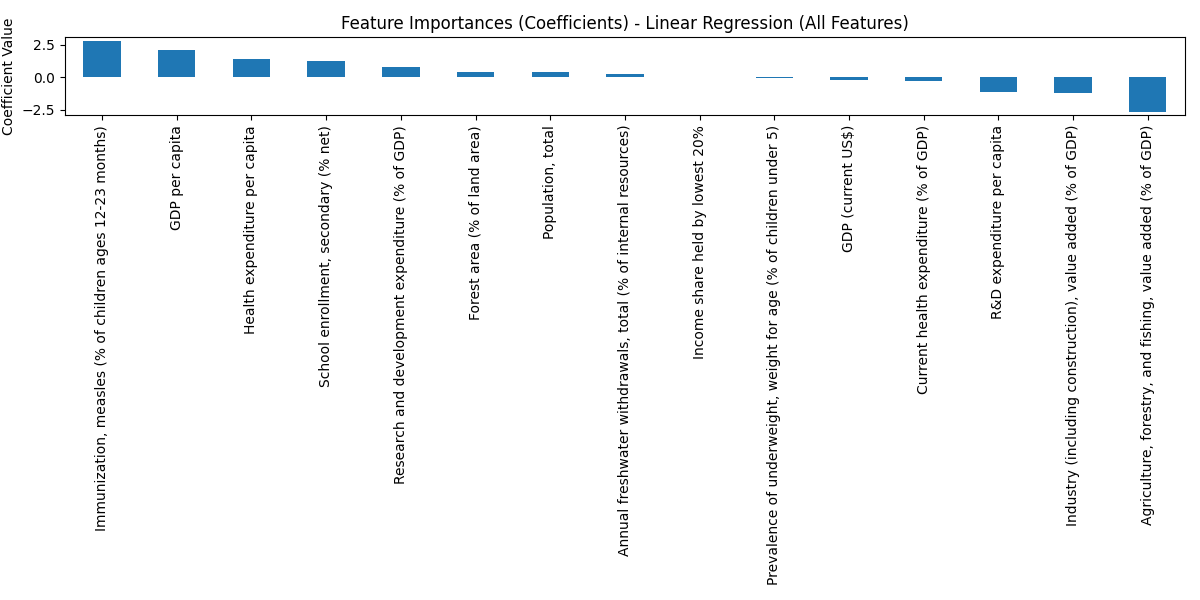 Feature Importances (Coefficients) - Linear Regression (All Features)
Coefficient Value
2.5
0.0
−2.5
Immunization, measles (% of children ages 12-23 months)
GDP per capita
Health expenditure per capita
School enrollment, secondary (% net)
Research and development expenditure (% of GDP)
Forest area (% of land area)
Population, total
Annual freshwater withdrawals, total (% of internal resources)
Income share held by lowest 20%
Prevalence of underweight, weight for age (% of children under 5)
GDP (current US$)
Current health expenditure (% of GDP)
R&D expenditure per capita
Industry (including construction), value added (% of GDP)
Agriculture, forestry, and fishing, value added (% of GDP)